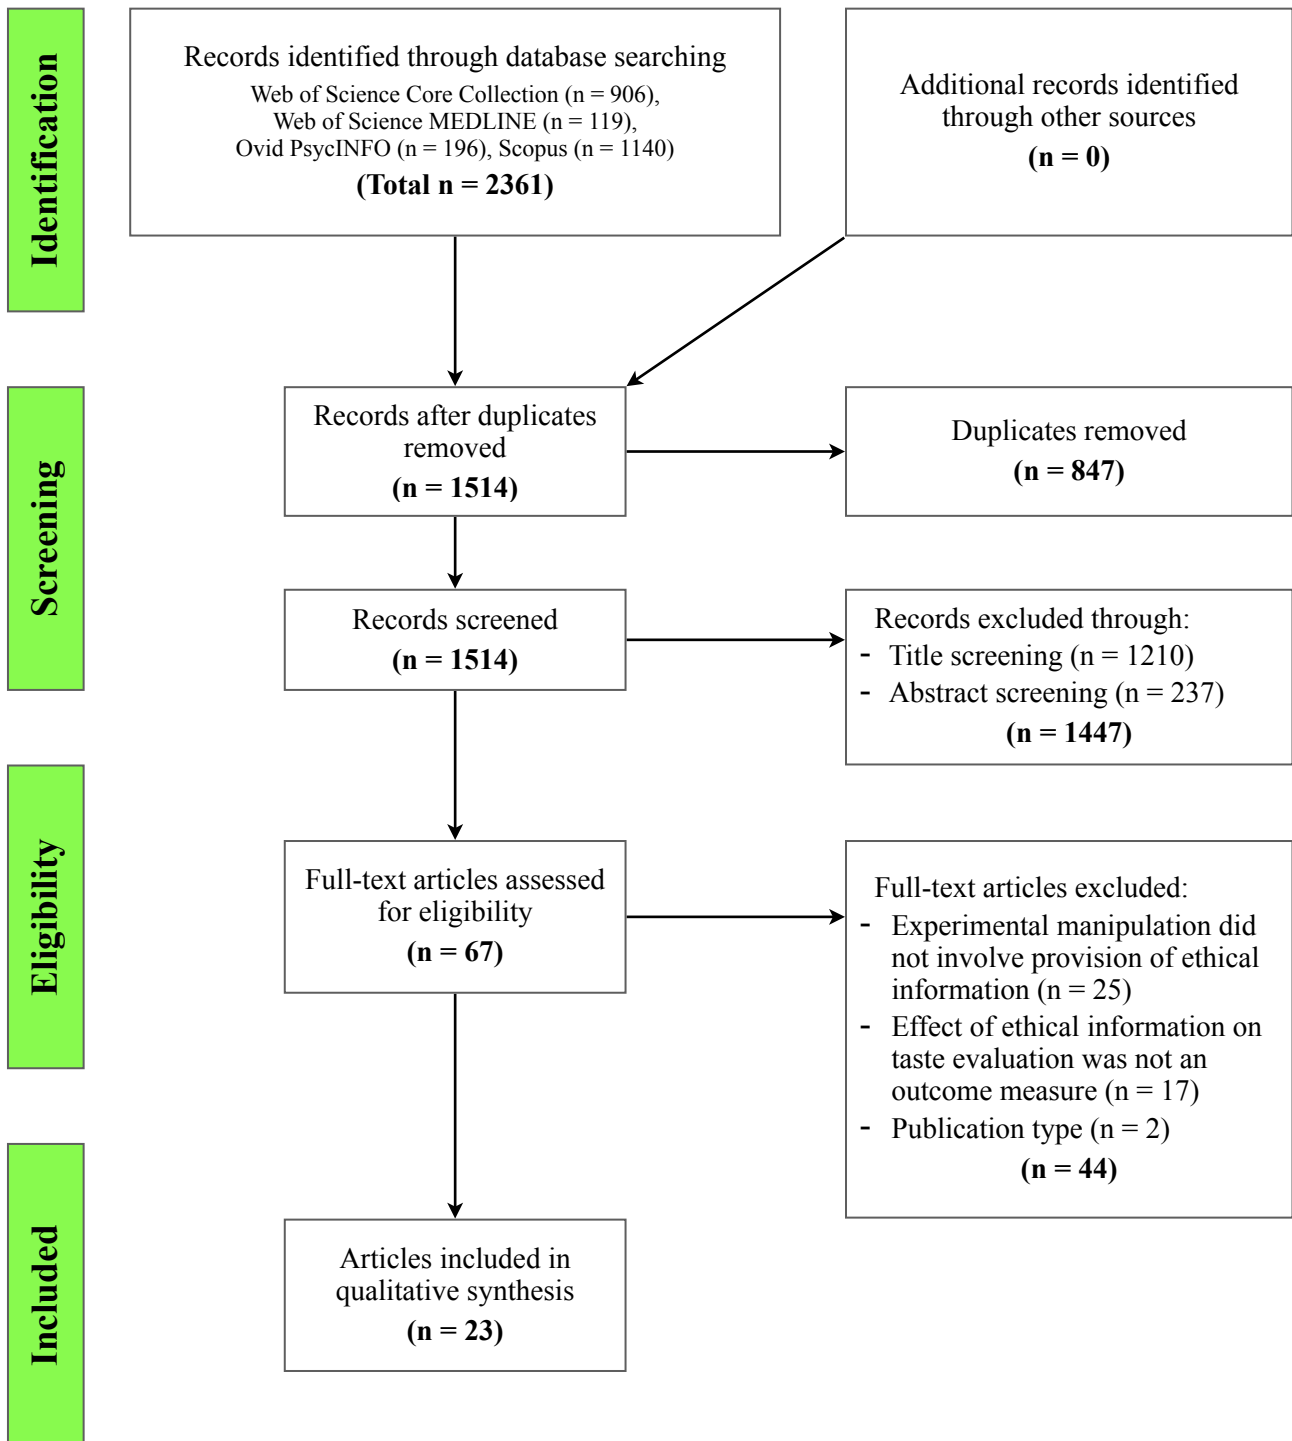 Identification
Records identified through database searching
Web of Science Core Collection (n = 906),
Web of Science MEDLINE (n = 119),
Ovid PsycINFO (n = 196), Scopus (n = 1140)
(Total n = 2361)
Additional records identified
through other sources
(n = 0)
Screening
Records after duplicates
removed
(n = 1514)
Duplicates removed
(n = 847)
Records screened
(n = 1514)
Records excluded through:
- Title screening (n = 1210)
- Abstract screening (n = 237)
(n = 1447)
Eligibility
Full-text articles assessed
for eligibility
(n = 67)
Full-text articles excluded:
- Experimental manipulation did
not involve provision of ethical
information (n = 25)
- Effect of ethical information on
taste evaluation was not an
outcome measure (n = 17)
- Publication type (n = 2)
(n = 44)
Included
Articles included in
qualitative synthesis
(n = 23)